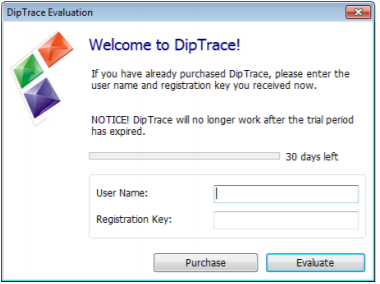 DipTrace Evaluation
Welcome to DipTrace!
If you have already purchased DipTrace, please enter the
user name and registration key you received now.
NOTICE! DipTrace will no longer work after the trial period
has expired.
30 days left
User Name:
Registration Key:
Purchase
Evaluate